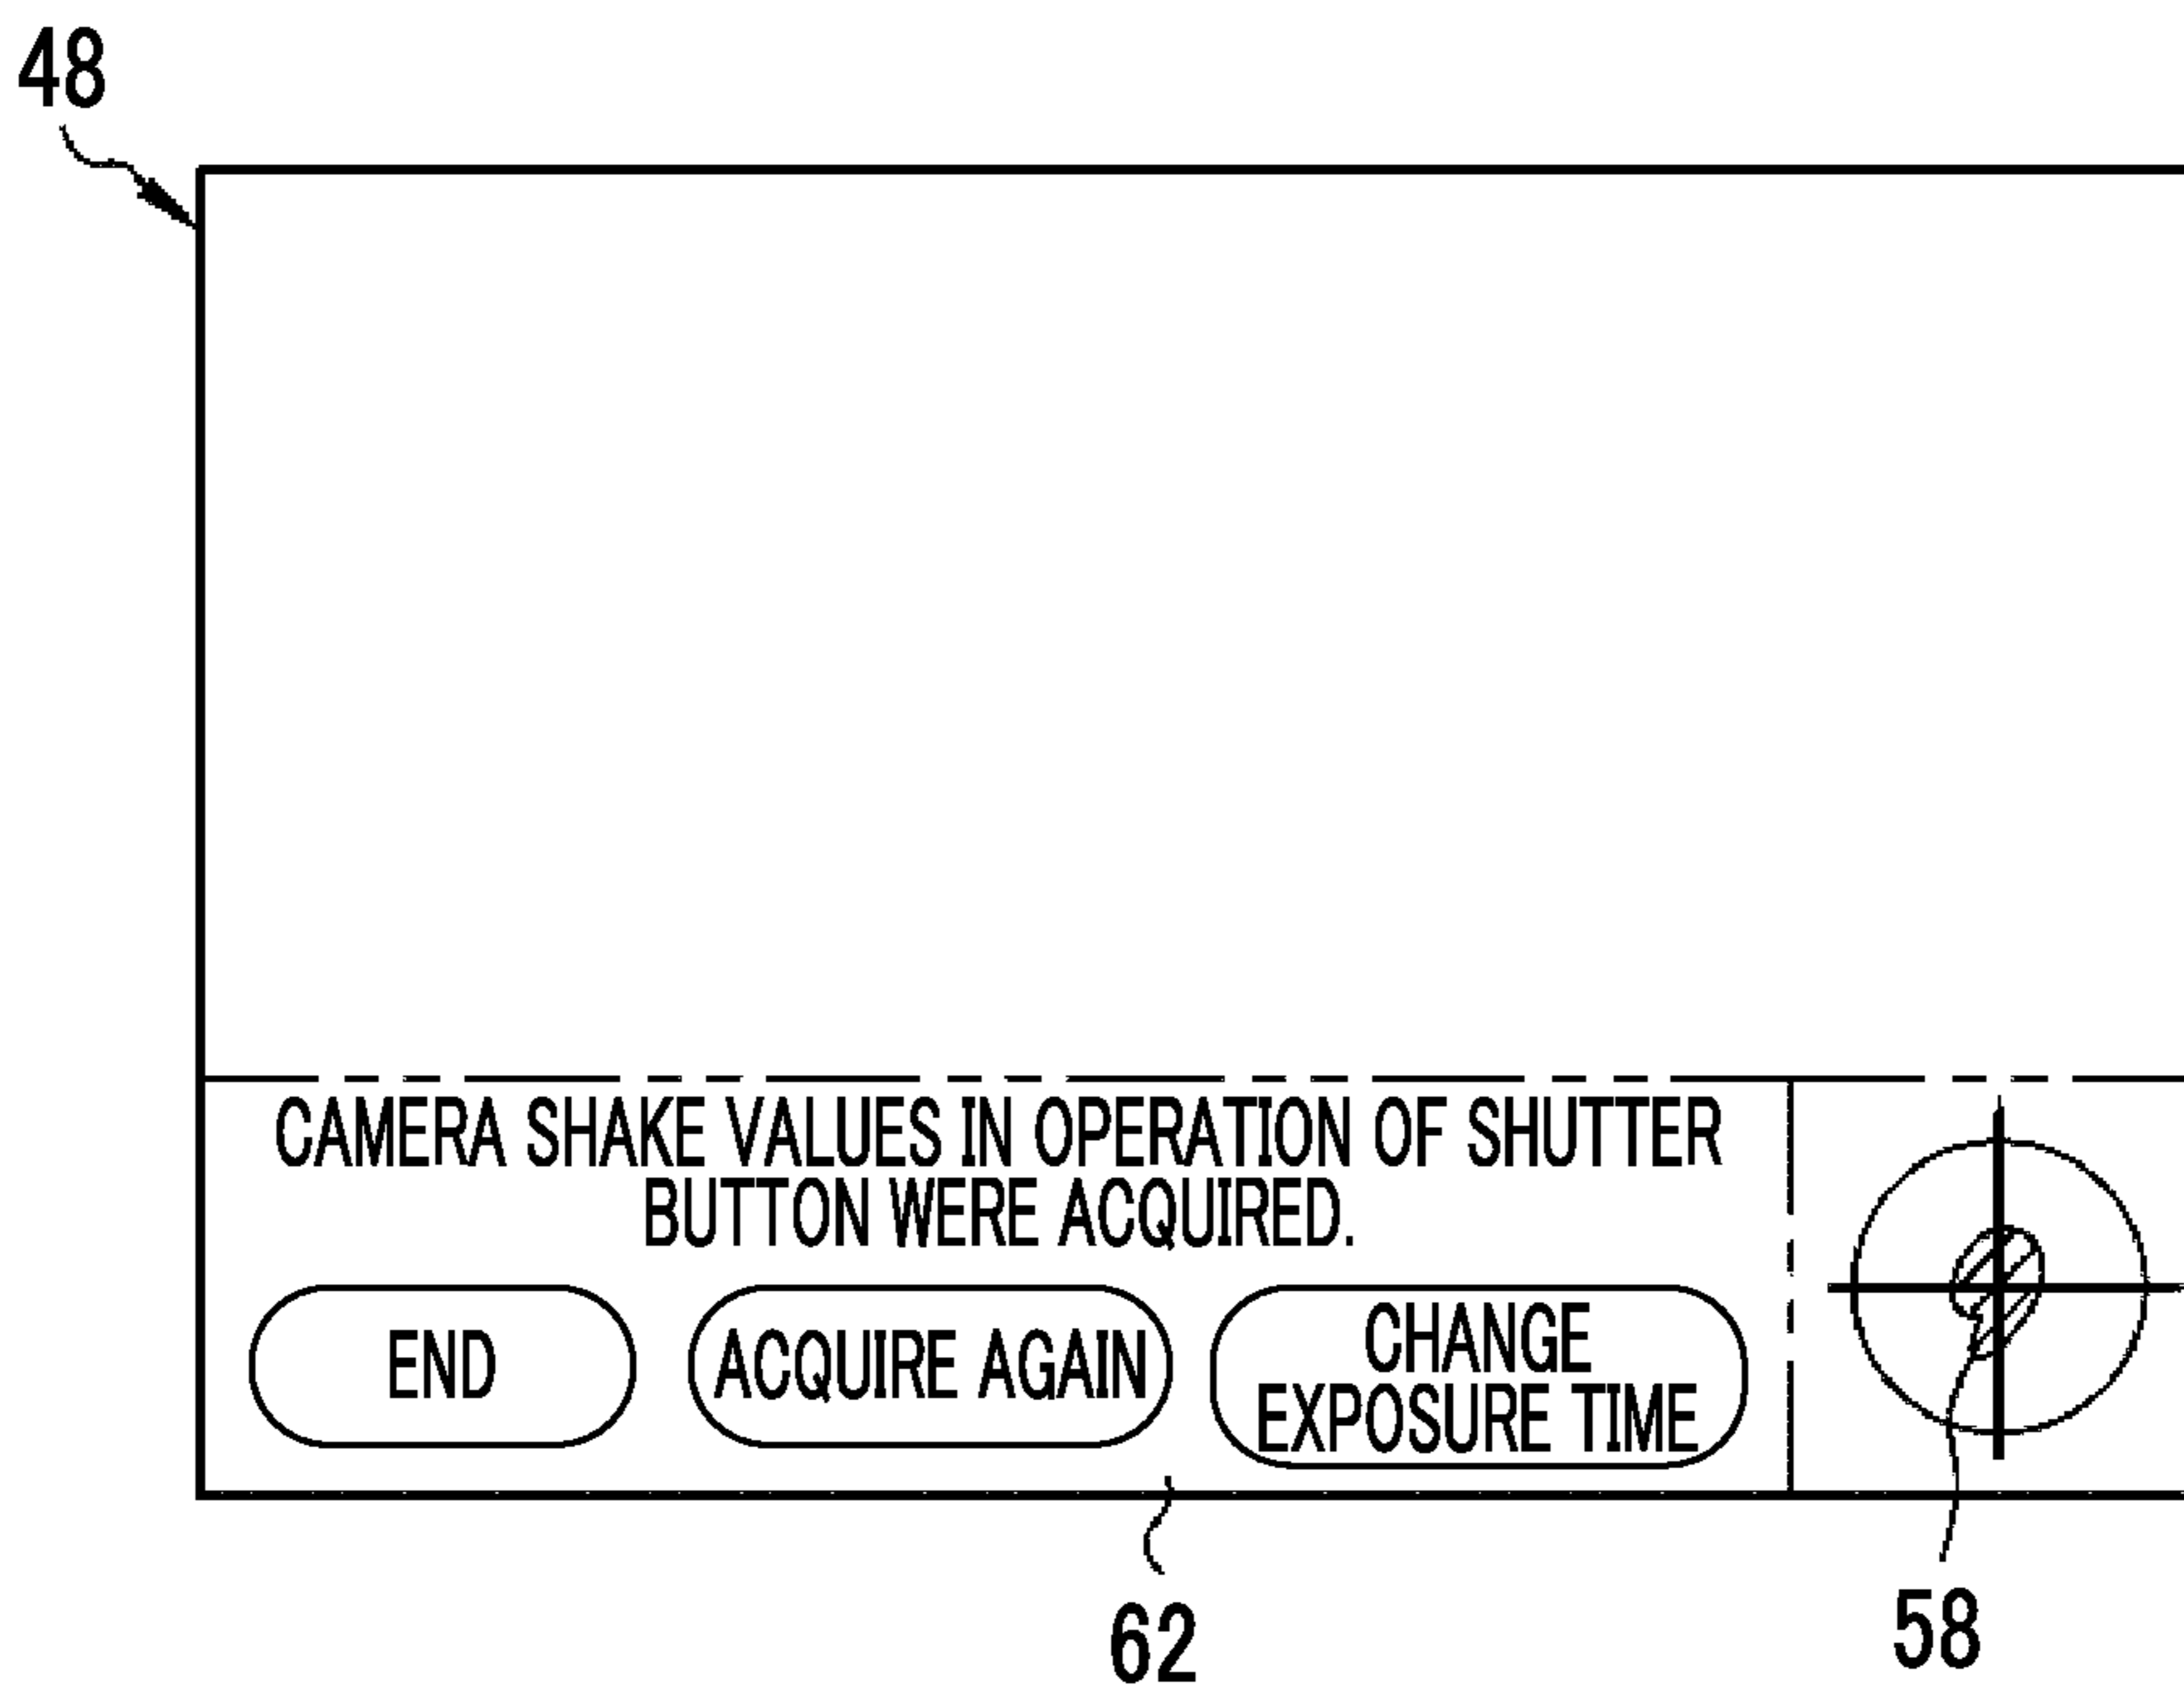 48
CAMERA SHAKE VALUES IN OPERATION OF SHUTTER
BUTTON WERE ACQUIRED.
END
ACQUIRE AGAIN
CHANGE
EXPOSURE TIME
62
58